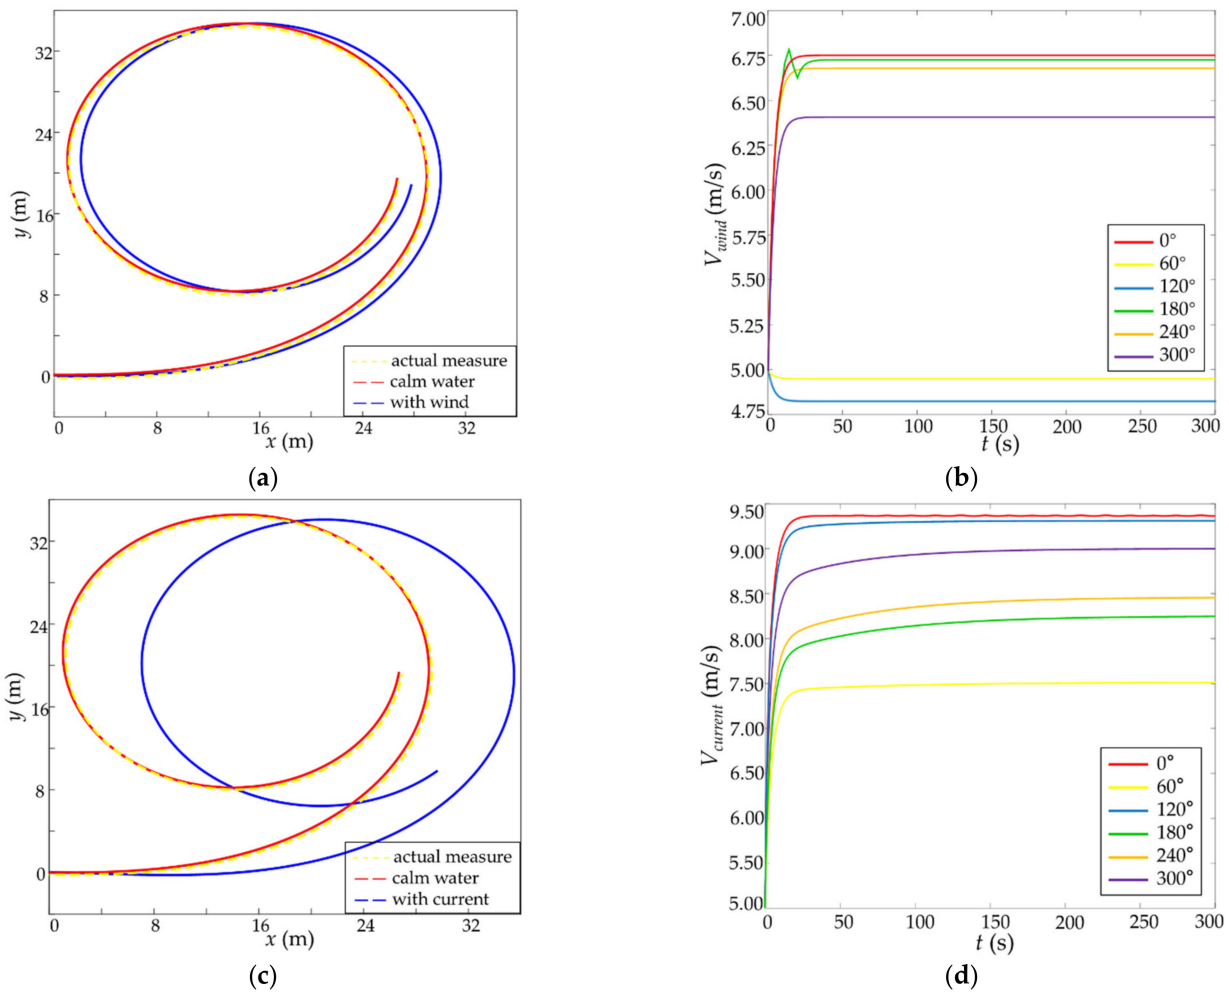 32
24
16
8
0
y (m)
actual measure
calm water
with wind
0 8 16 24 32
x (m)
(a)
7.00
6.75
6.50
6.25
6.00
5.75
5.50
5.25
5.00
4.75
V_wind (m/s)
0°
60°
120°
180°
240°
300°
0 50 100 150 200 250 300
t (s)
(b)
32
24
16
8
0
y (m)
actual measure
calm water
with current
0 8 16 24 32
x (m)
(c)
9.50
9.00
8.50
8.00
7.50
7.00
6.50
6.00
5.50
5.00
V_current (m/s)
0°
60°
120°
180°
240°
300°
0 50 100 150 200 250 300
t (s)
(d)